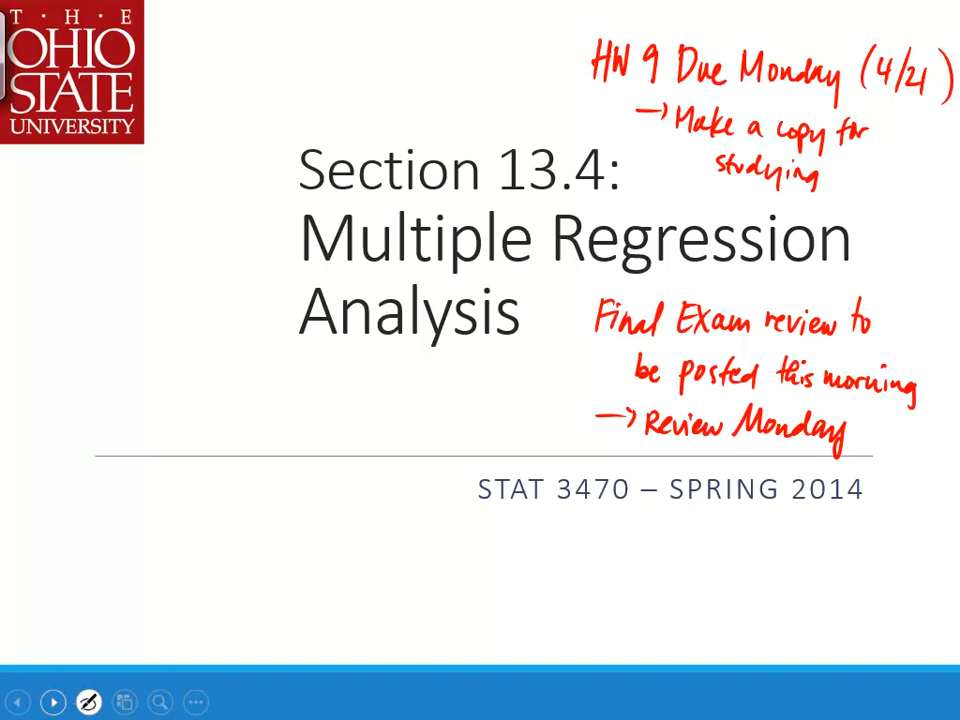 T · H · E
OHIO
STATE
UNIVERSITY
HW 9 Due Monday (4/21)
→ Make a copy for
studying
Section 13.4:
Multiple Regression
Analysis
Final Exam review to
be posted this morning
→ Review Monday
STAT 3470 – SPRING 2014